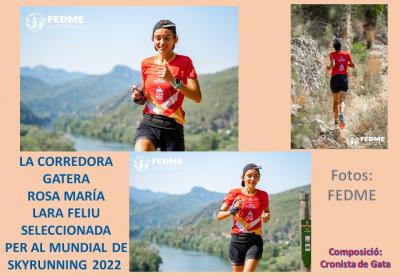 FEDME
FEDME
LA CORREDORA
GATERA
ROSA MARÍA
LARA FELIU
SELECCIONADA
PER AL MUNDIAL DE
SKYRUNNING 2022
FEDME
Fotos:
FEDME
Composició:
Cronista de Gata